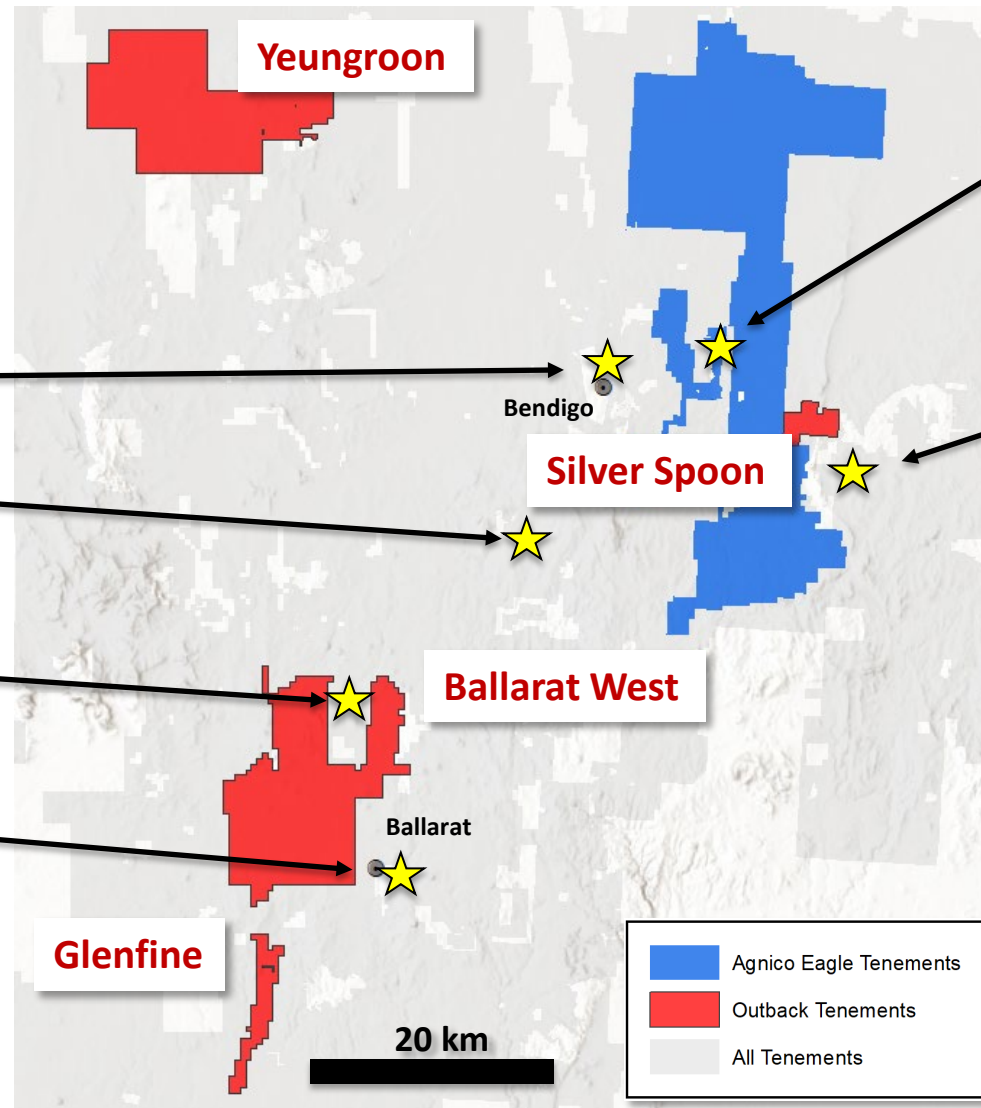 Yeungroon
Bendigo
Silver Spoon
Ballarat West
Ballarat
Glenfine
20 km
Agnico Eagle Tenements
Outback Tenements
All Tenements